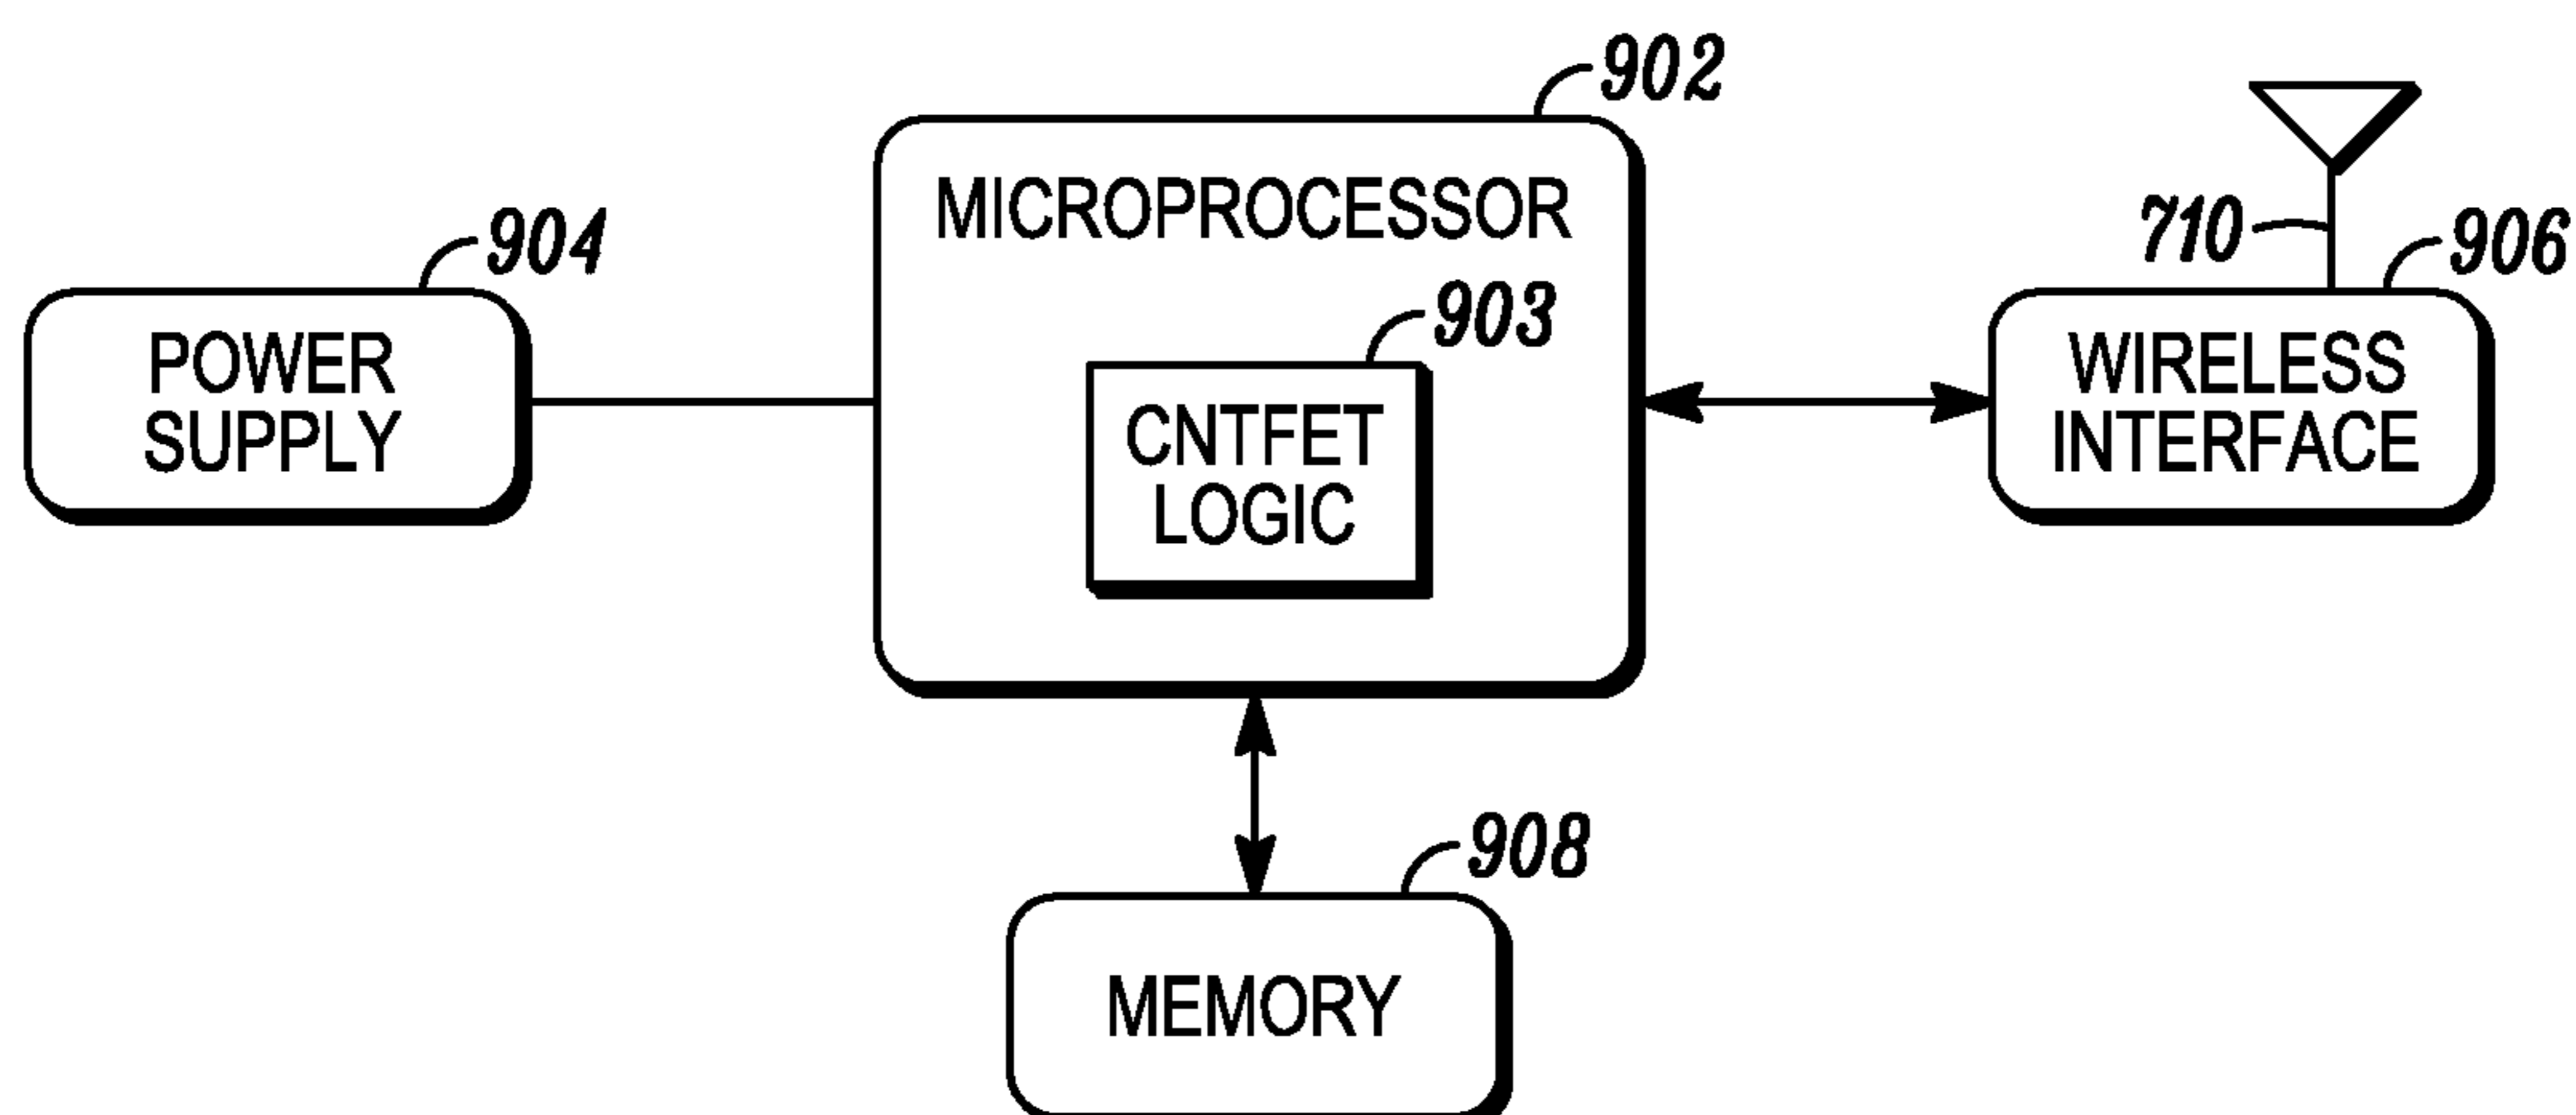 902
MICROPROCESSOR
904
POWER
SUPPLY
903
CNTFET
LOGIC
710
906
WIRELESS
INTERFACE
908
MEMORY